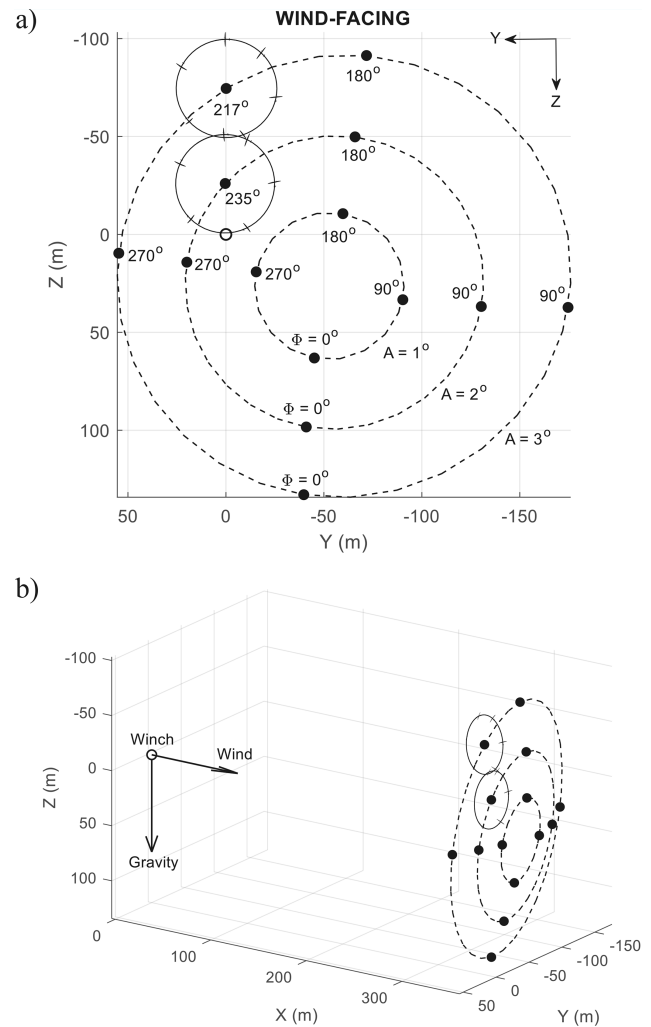 a)
WIND-FACING
Y
Z
-100
-50
0
50
100
Z (m)
180°
217°
180°
235°
180°
270°
270°
270°
90°
90°
90°
Φ = 0°
A = 1°
Φ = 0°
A = 2°
Φ = 0°
A = 3°
50
0
-50
-100
-150
Y (m)
b)
-100
-50
0
50
100
Z (m)
Winch
Wind
Gravity
0
100
200
300
X (m)
50
0
-50
-100
-150
Y (m)